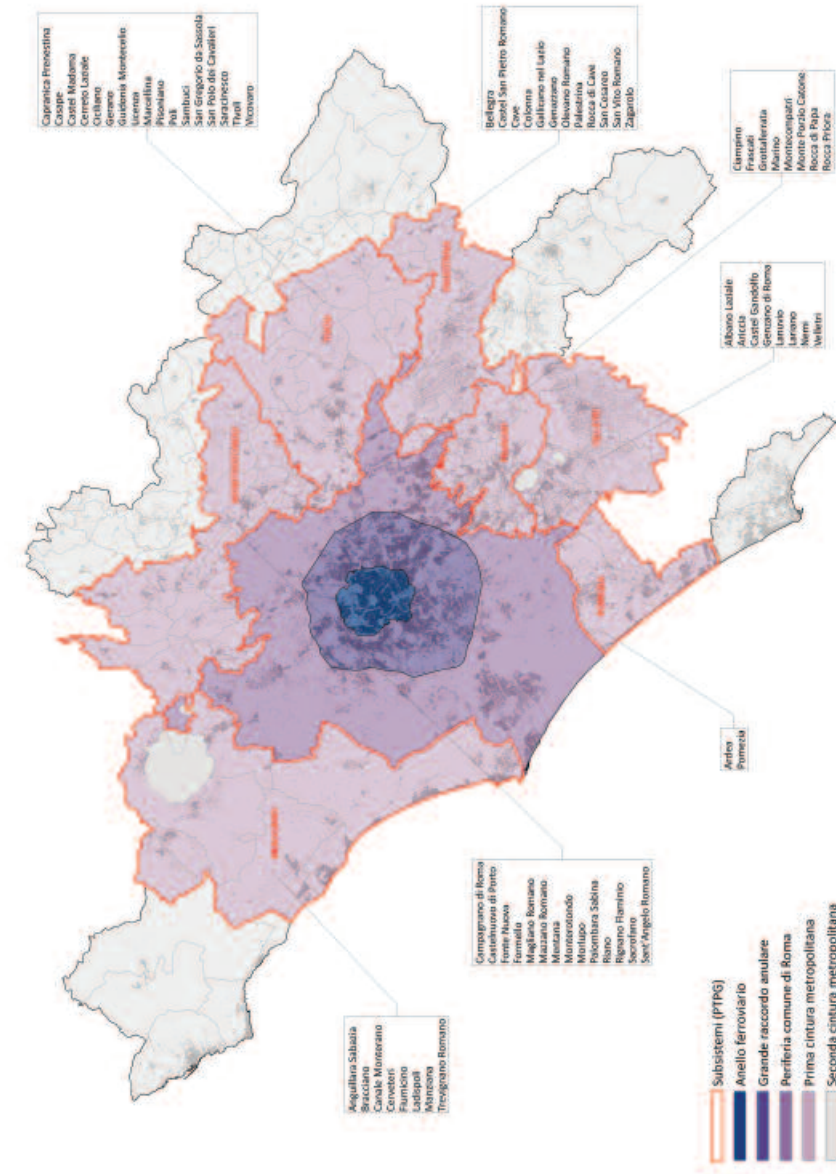 Capranica Prenestina
Casape
Castel Madama
Cerreto Laziale
Ciciliano
Gerano
Guidonia Montecelio
Licenza
Marcellina
Pisoniano
Poli
Sambuci
San Gregorio da Sassola
San Polo dei Cavalieri
Saracinesco
Tivoli
Vicovaro
Bellegra
Castel San Pietro Romano
Cave
Colonna
Gallicano nel Lazio
Genazzano
Olevano Romano
Palestrina
Rocca di Cave
San Cesareo
San Vito Romano
Zagarolo
Ciampino
Frascati
Grottaferrata
Marino
Montecompatri
Monte Porzio Catone
Rocca di Papa
Rocca Priora
Albano Laziale
Ariccia
Castel Gandolfo
Genzano di Roma
Lanuvio
Lariano
Nemi
Velletri
Ardea
Pomezia
Campagnano di Roma
Castelnuovo di Porto
Fonte Nuova
Formello
Magliano Romano
Mazzano Romano
Mentana
Monterotondo
Morlupo
Palombara Sabina
Riano
Rignano Flaminio
Sacrofano
Sant'Angelo Romano
Anguillara Sabazia
Bracciano
Canale Monterano
Cerveteri
Fiumicino
Ladispoli
Manziana
Trevignano Romano
Subsistemi (PTPG)
Anello ferroviario
Grande raccordo anulare
Periferia comune di Roma
Prima cintura metropolitana
Seconda cintura metropolitana